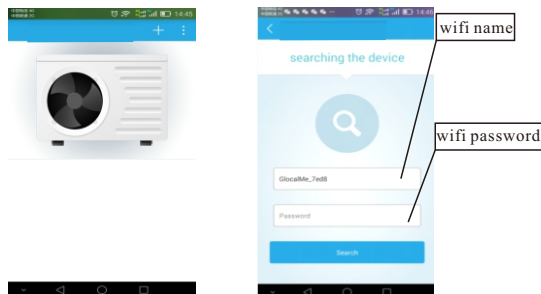 14:45
14:46
searching the device
GlocalMe_7ed8
Password
Search
wifi name
wifi password